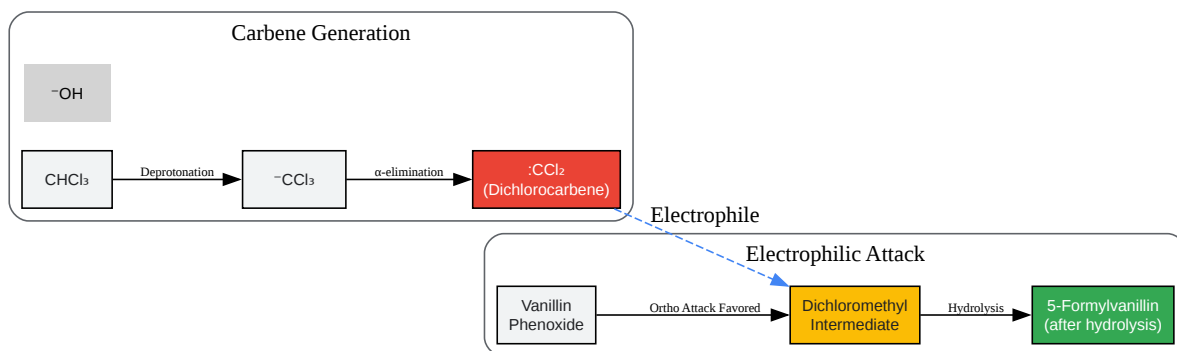 Carbene Generation
⁻OH
CHCl₃
Deprotonation
⁻CCl₃
α-elimination
:CCl₂
(Dichlorocarbene)
Electrophile
Electrophilic Attack
Vanillin
Phenoxide
Ortho Attack Favored
Dichloromethyl
Intermediate
Hydrolysis
5-Formylvanillin
(after hydrolysis)